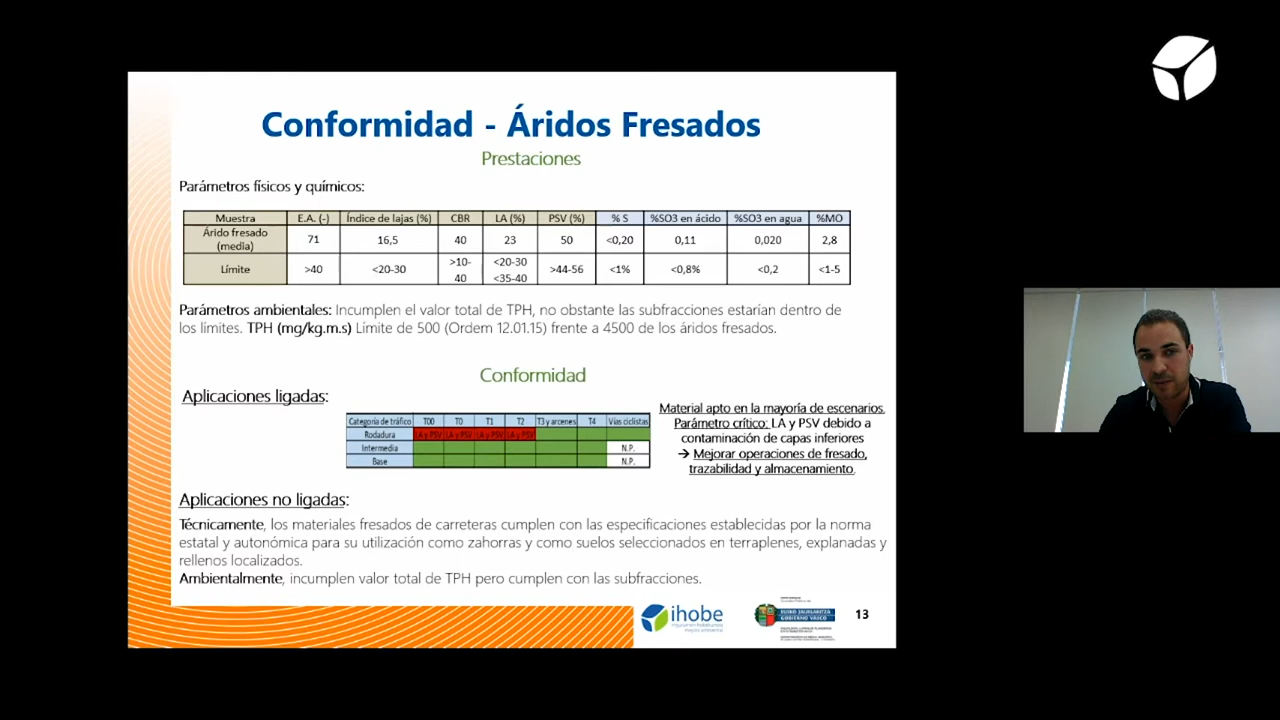 Conformidad - Áridos Fresados
Prestaciones
Parámetros físicos y químicos:
Muestra E.A. (-) Índice de lajas (%) CBR LA (%) PSV (%) % S %SO3 en ácido %SO3 en agua %MO
Árido fresado (media) 71 16,5 40 23 50 <0,20 0,11 0,020 2,8
Límite >40 <20-30 >10-40 <20-30 <35-40 >44-56 <1% <0,8% <0,2 <1-5
Parámetros ambientales: Incumplen el valor total de TPH, no obstante las subfracciones estarían dentro de
los límites. TPH (mg/kg.m.s) Límite de 500 (Ordem 12.01.15) frente a 4500 de los áridos fresados.
Conformidad
Aplicaciones ligadas:
Categoría de tráfico T00 T0 T1 T2 T3 y arcenes T4 Vías ciclistas
Rodadura LA y PSV LA y PSV LA y PSV LA y PSV
Intermedia N.P.
Base N.P.
Material apto en la mayoría de escenarios.
Parámetro crítico: LA y PSV debido a
contaminación de capas inferiores
→ Mejorar operaciones de fresado,
trazabilidad y almacenamiento.
Aplicaciones no ligadas:
Técnicamente, los materiales fresados de carreteras cumplen con las especificaciones establecidas por la norma
estatal y autonómica para su utilización como zahorras y como suelos seleccionados en terraplenes, explanadas y
rellenos localizados.
Ambientalmente, incumplen valor total de TPH pero cumplen con las subfracciones.
ihobe
EUSKO JAURLARITZA
GOBIERNO VASCO
13